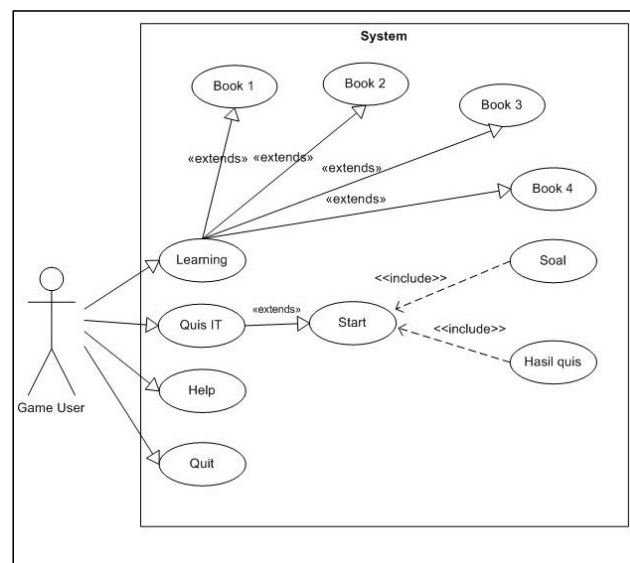 System
Book 1
Book 2
Book 3
«extends»
«extends»
«extends»
«extends»
Book 4
Learning
Soal
<<include>>
Quis IT
«extends»
Start
<<include>>
Hasil quis
Help
Game User
Quit